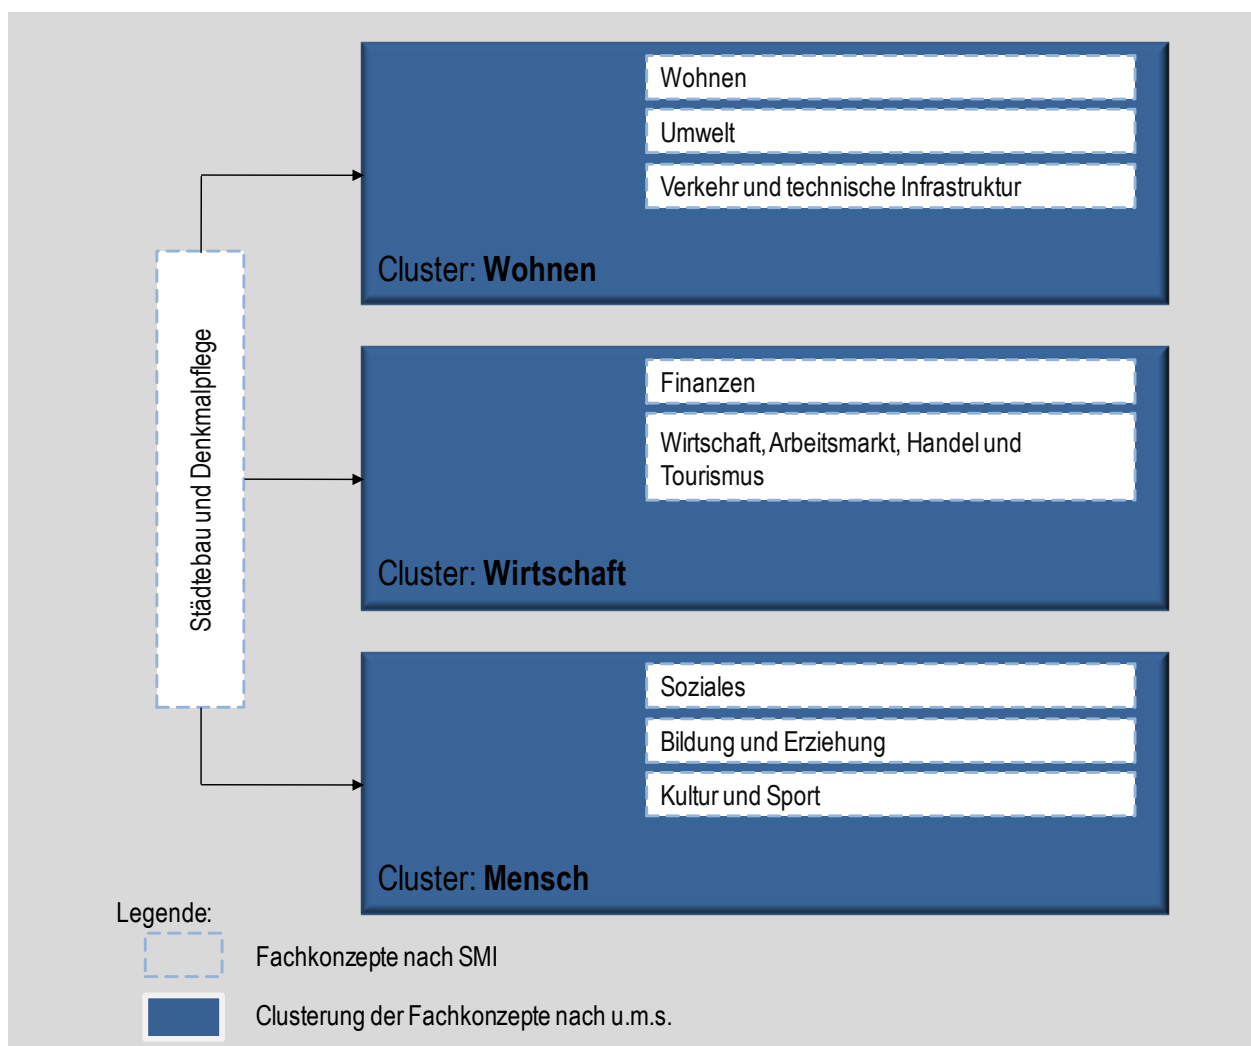 Städtebau und Denkmalpflege
Wohnen
Umwelt
Verkehr und technische Infrastruktur
Cluster: Wohnen
Finanzen
Wirtschaft, Arbeitsmarkt, Handel und
Tourismus
Cluster: Wirtschaft
Soziales
Bildung und Erziehung
Kultur und Sport
Cluster: Mensch
Legende:
Fachkonzepte nach SMI
Clusterung der Fachkonzepte nach u.m.s.